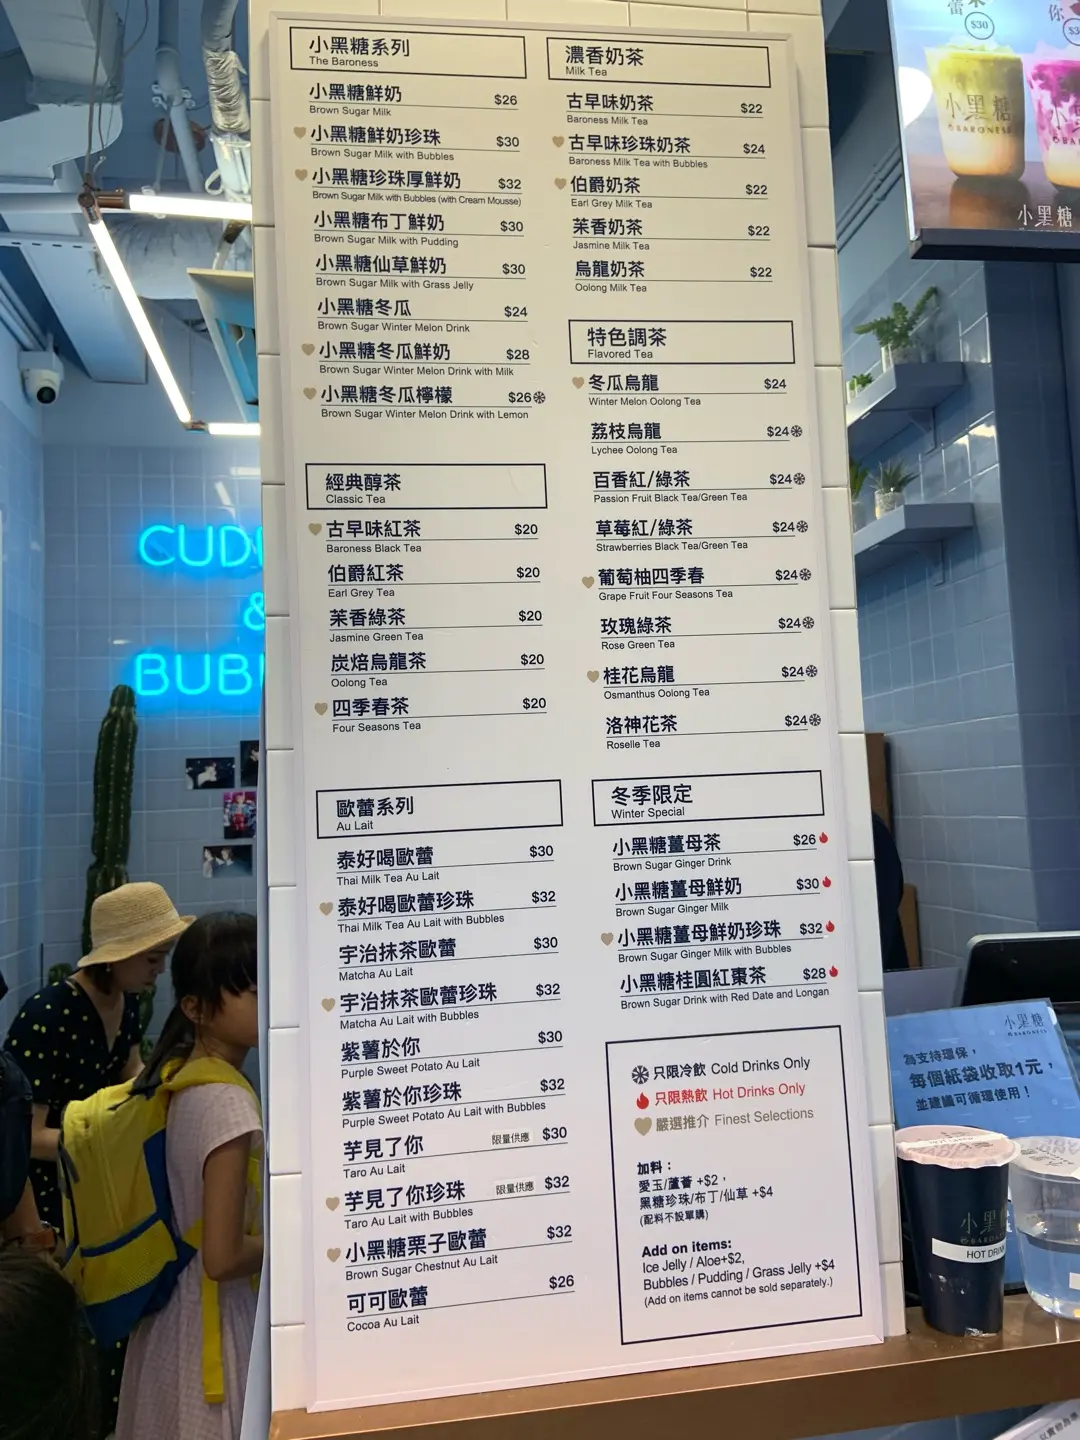 小黑糖系列
The Baroness
小黑糖鮮奶 $26
Brown Sugar Milk
小黑糖鮮奶珍珠 $30
Brown Sugar Milk with Bubbles
小黑糖珍珠厚鮮奶 $32
Brown Sugar Milk with Bubbles (with Cream Mousse)
小黑糖布丁鮮奶 $30
Brown Sugar Milk with Pudding
小黑糖仙草鮮奶 $30
Brown Sugar Milk with Grass Jelly
小黑糖冬瓜 $24
Brown Sugar Winter Melon Drink
小黑糖冬瓜鮮奶 $28
Brown Sugar Winter Melon Drink with Milk
小黑糖冬瓜檸檬 $26
Brown Sugar Winter Melon Drink with Lemon
經典醇茶
Classic Tea
古早味紅茶 $20
Baroness Black Tea
伯爵紅茶 $20
Earl Grey Tea
茉香綠茶 $20
Jasmine Green Tea
炭焙烏龍茶 $20
Oolong Tea
四季春茶 $20
Four Seasons Tea
歐蕾系列
Au Lait
泰好喝歐蕾 $30
Thai Milk Tea Au Lait
泰好喝歐蕾珍珠 $32
Thai Milk Tea Au Lait with Bubbles
宇治抹茶歐蕾 $30
Matcha Au Lait
宇治抹茶歐蕾珍珠 $32
Matcha Au Lait with Bubbles
紫薯於你 $30
Purple Sweet Potato Au Lait
紫薯於你珍珠 $32
Purple Sweet Potato Au Lait with Bubbles
芋見了你 限量供應 $30
Taro Au Lait
芋見了你珍珠 限量供應 $32
Taro Au Lait with Bubbles
小黑糖栗子歐蕾 $32
Brown Sugar Chestnut Au Lait
可可歐蕾 $26
Cocoa Au Lait
濃香奶茶
Milk Tea
古早味奶茶 $22
Baroness Milk Tea
古早味珍珠奶茶 $24
Baroness Milk Tea with Bubbles
伯爵奶茶 $22
Earl Grey Milk Tea
茉香奶茶 $22
Jasmine Milk Tea
烏龍奶茶 $22
Oolong Milk Tea
特色調茶
Flavored Tea
冬瓜烏龍 $24
Winter Melon Oolong Tea
荔枝烏龍 $24
Lychee Oolong Tea
百香紅/綠茶 $24
Passion Fruit Black Tea/Green Tea
草莓紅/綠茶 $24
Strawberries Black Tea/Green Tea
葡萄柚四季春 $24
Grape Fruit Four Seasons Tea
玫瑰綠茶 $24
Rose Green Tea
桂花烏龍 $24
Osmanthus Oolong Tea
洛神花茶 $24
Roselle Tea
冬季限定
Winter Special
小黑糖薑母茶 $26
Brown Sugar Ginger Drink
小黑糖薑母鮮奶 $30
Brown Sugar Ginger Milk
小黑糖薑母鮮奶珍珠 $32
Brown Sugar Ginger Milk with Bubbles
小黑糖桂圓紅棗茶 $28
Brown Sugar Drink with Red Date and Longan
只限冷飲 Cold Drinks Only
只限熱飲 Hot Drinks Only
嚴選推介 Finest Selections
加料：
愛玉/蘆薈 +$2，
黑糖珍珠/布丁/仙草 +$4
(配料不設單購)
Add on items:
Ice Jelly / Aloe+$2,
Bubbles / Pudding / Grass Jelly +$4
(Add on items cannot be sold separately.)
&
$30
你
小黑糖
BARONESS
小黑糖
小黑糖
BARONESS
為支持環保，
每個紙袋收取1元，
並建議可循環使用！
HOT DRINK